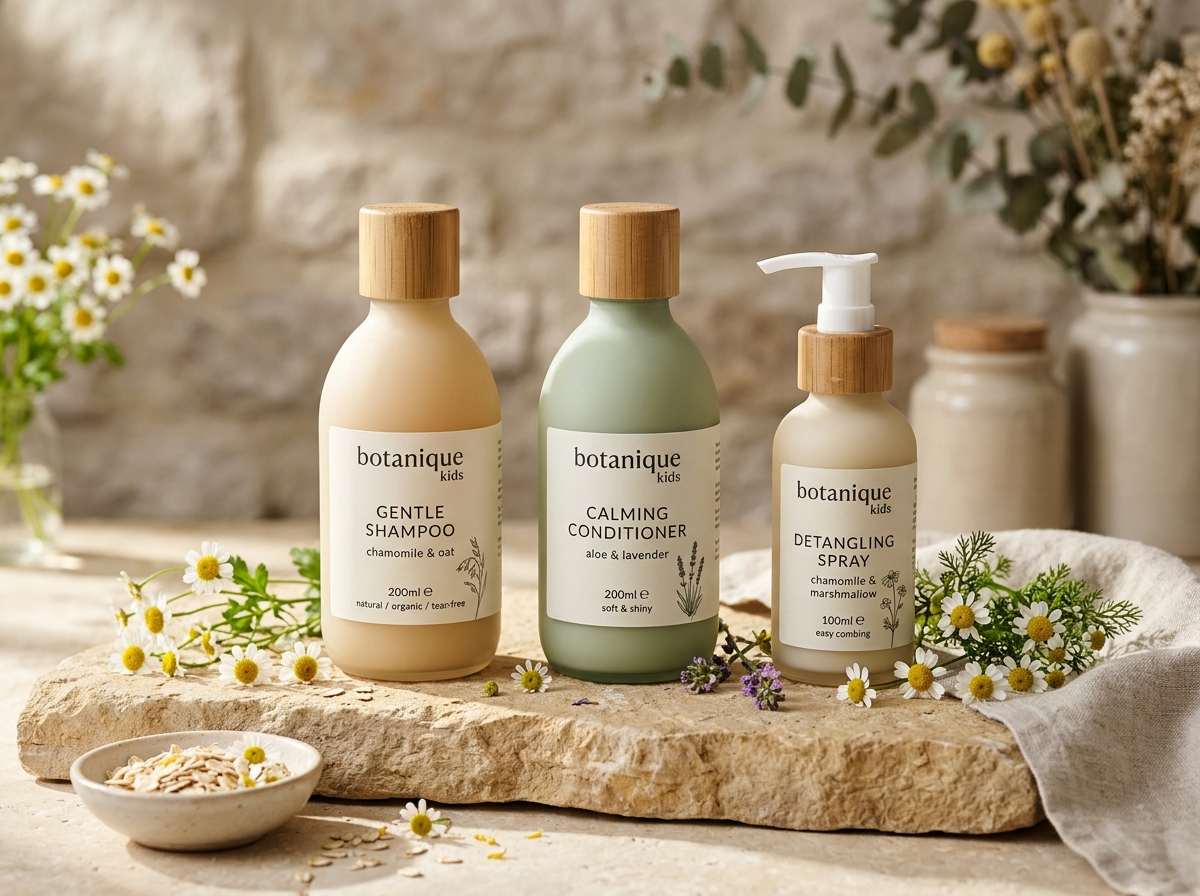 botanique
kids
GENTLE
SHAMPOO
chamomile & oat
200ml ℮
natural / organic / tear-free
botanique
kids
CALMING
CONDITIONER
aloe & lavender
200ml ℮
soft & shiny
botanique
kids
DETANGLING
SPRAY
chamomile &
marshmallow
100ml ℮
easy combing